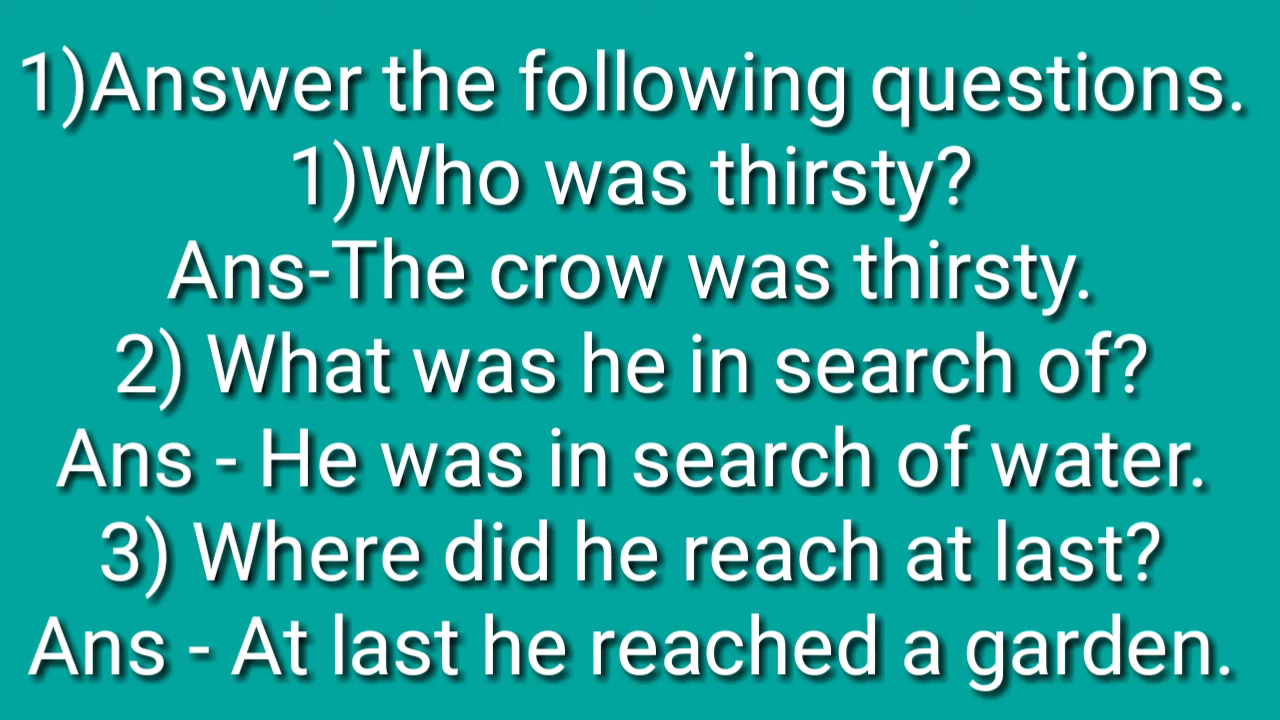 1)Answer the following questions.
1)Who was thirsty?
Ans-The crow was thirsty.
2) What was he in search of?
Ans - He was in search of water.
3) Where did he reach at last?
Ans - At last he reached a garden.